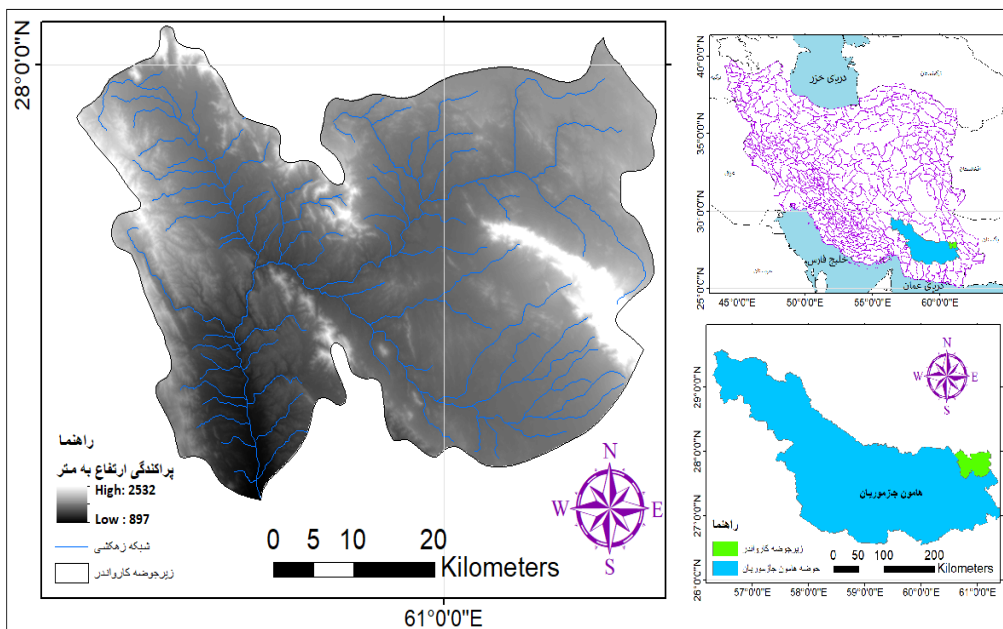 28°0'0"N
راهنما
پراکندگی ارتفاع به متر
High: 2532
Low : 897
شبکه زهکشی
زیرحوضه کارواندر
N
W E
S
0 5 10 20
Kilometers
61°0'0"E
40°0'0"N
35°0'0"N
30°0'0"N
25°0'0"N
دریای خزر
افغانستان
خلیج فارس
دریای عمان
45°0'0"E 50°0'0"E 55°0'0"E 60°0'0"E
29°0'0"N
28°0'0"N
27°0'0"N
26°0'0"N
N
W E
S
هامون جازموریان
راهنما
زیرحوضه کارواندر
حوضه هامون جازموریان
0 50 100 200
Kilometers
57°0'0"E 58°0'0"E 59°0'0"E 60°0'0"E 61°0'0"E